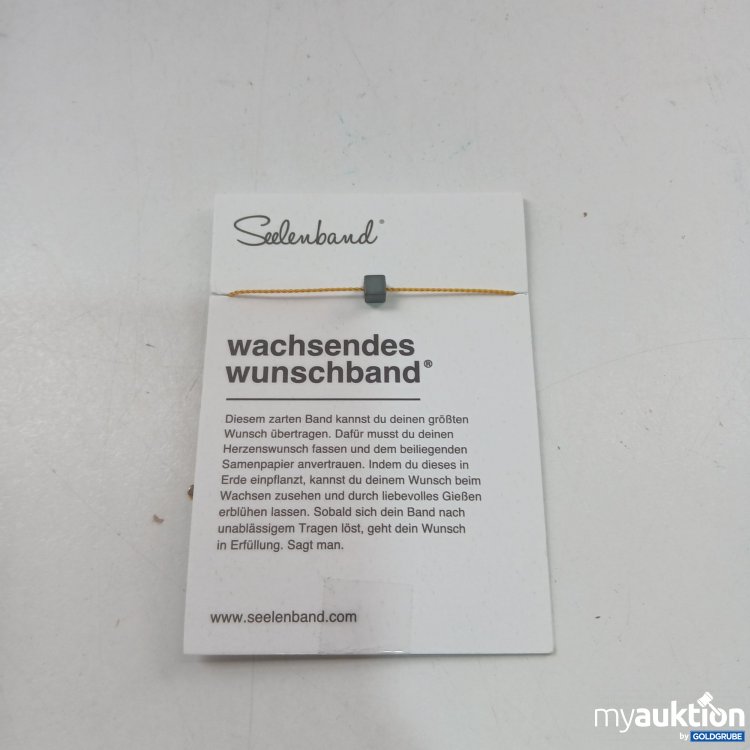 Seelenband®
wachsendes
wunschband®
Diesem zarten Band kannst du deinen größten
Wunsch übertragen. Dafür musst du deinen
Herzenswunsch fassen und dem beiliegenden
Samenpapier anvertrauen. Indem du dieses in
Erde einpflanzt, kannst du deinem Wunsch beim
Wachsen zusehen und durch liebevolles Gießen
erblühen lassen. Sobald sich dein Band nach
unablässigem Tragen löst, geht dein Wunsch
in Erfüllung. Sagt man.
www.seelenband.com
myauktion
by GOLDGRUBE